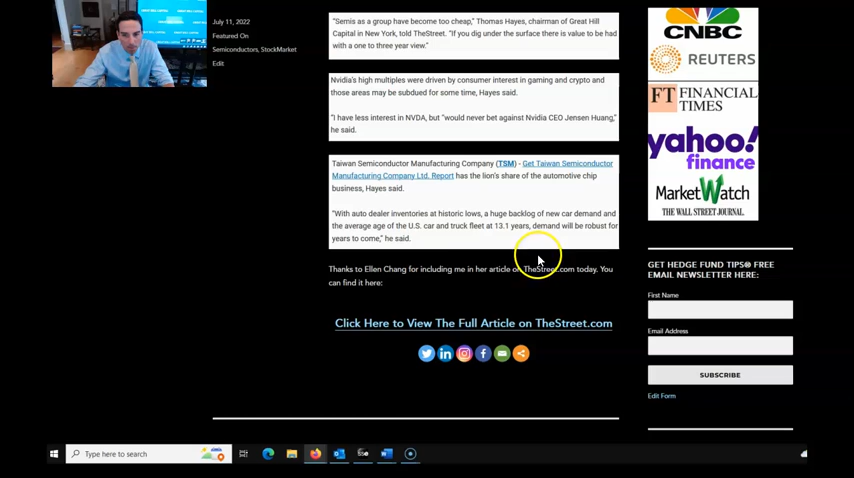 July 11, 2022
Featured On
Semiconductors, StockMarket
Edit
"Semis as a group have become too cheap," Thomas Hayes, chairman of Great Hill
Capital in New York, told TheStreet. "If you dig under the surface there is value to be had
with a one to three year view."
Nvidia's high multiples were driven by consumer interest in gaming and crypto and
those areas may be subdued for some time, Hayes said.
"I have less interest in NVDA, but "would never bet against Nvidia CEO Jensen Huang,"
he said.
Taiwan Semiconductor Manufacturing Company (TSM) - Get Taiwan Semiconductor
Manufacturing Company Ltd. Report has the lion's share of the automotive chip
business, Hayes said.
"With auto dealer inventories at historic lows, a huge backlog of new car demand and
the average age of the U.S. car and truck fleet at 13.1 years, demand will be robust for
years to come," he said.
Thanks to Ellen Chang for including me in her article on TheStreet.com today. You
can find it here:
Click Here to View The Full Article on TheStreet.com
CNBC
REUTERS
FT FINANCIAL
TIMES
yahoo!
finance
MarketWatch
THE WALL STREET JOURNAL.
GET HEDGE FUND TIPS® FREE
EMAIL NEWSLETTER HERE:
First Name
Email Address
SUBSCRIBE
Edit Form
Type here to search